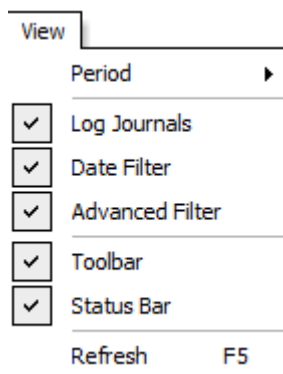 View
Period
Log Journals
Date Filter
Advanced Filter
Toolbar
Status Bar
Refresh F5